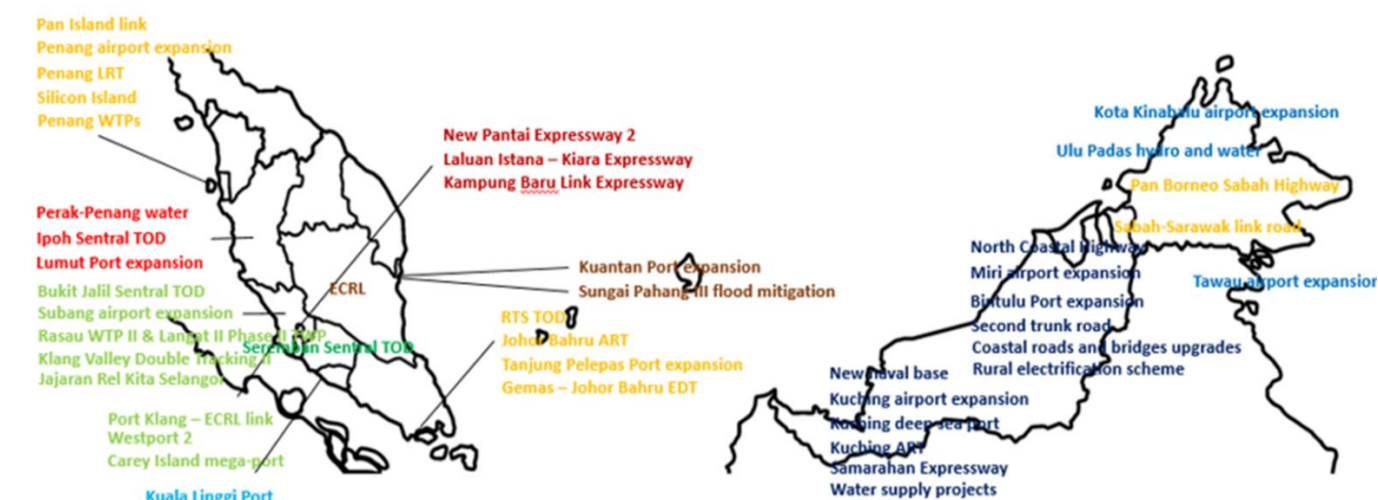 Pan Island link
Penang airport expansion
Penang LRT
Silicon Island
Penang WTPs
New Pantai Expressway 2
Laluan Istana – Kiara Expressway
Kampung Baru Link Expressway
Perak-Penang water
Ipoh Sentral TOD
Lumut Port expansion
Bukit Jalil Sentral TOD
Subang airport expansion
Rasau WTP II & Langat II Phase II TWP
Klang Valley Double Tracking II
Jajaran Rel Kita Selangor
Seremban Sentral TOD
ECRL
Port Klang – ECRL link
Westport 2
Carey Island mega-port
Kuala Linggi Port
Kuantan Port expansion
Sungai Pahang III flood mitigation
RTS TOD
Johor Bahru ART
Tanjung Pelepas Port expansion
Gemas – Johor Bahru EDT
Kota Kinabalu airport expansion
Ulu Padas hydro and water
Pan Borneo Sabah Highway
Sabah-Sarawak link road
Tawau airport expansion
North Coastal Highway
Miri airport expansion
Bintulu Port expansion
Second trunk road
Coastal roads and bridges upgrades
Rural electrification scheme
New naval base
Kuching airport expansion
Kuching deep sea port
Kuching ART
Samarahan Expressway
Water supply projects